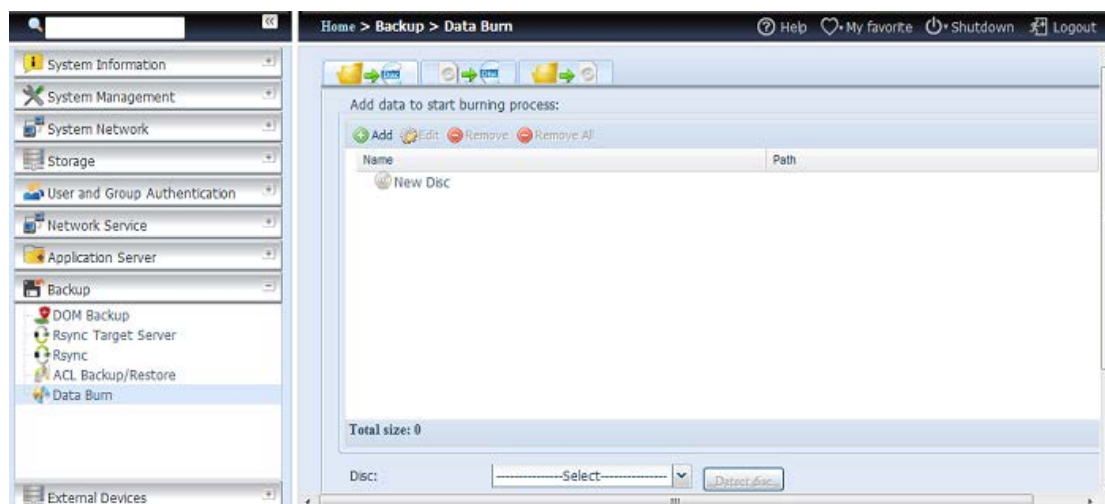 Home > Backup > Data Burn
Help
My favorite
Shutdown
Logout
System Information
System Management
System Network
Storage
User and Group Authentication
Network Service
Application Server
Backup
DOM Backup
Rsync Target Server
Rsync
ACL Backup/Restore
Data Burn
External Devices
Add data to start burning process:
Add Edit Remove Remove All
Name Path
New Disc
Total size: 0
Disc: --------------Select-------------- Detect disc